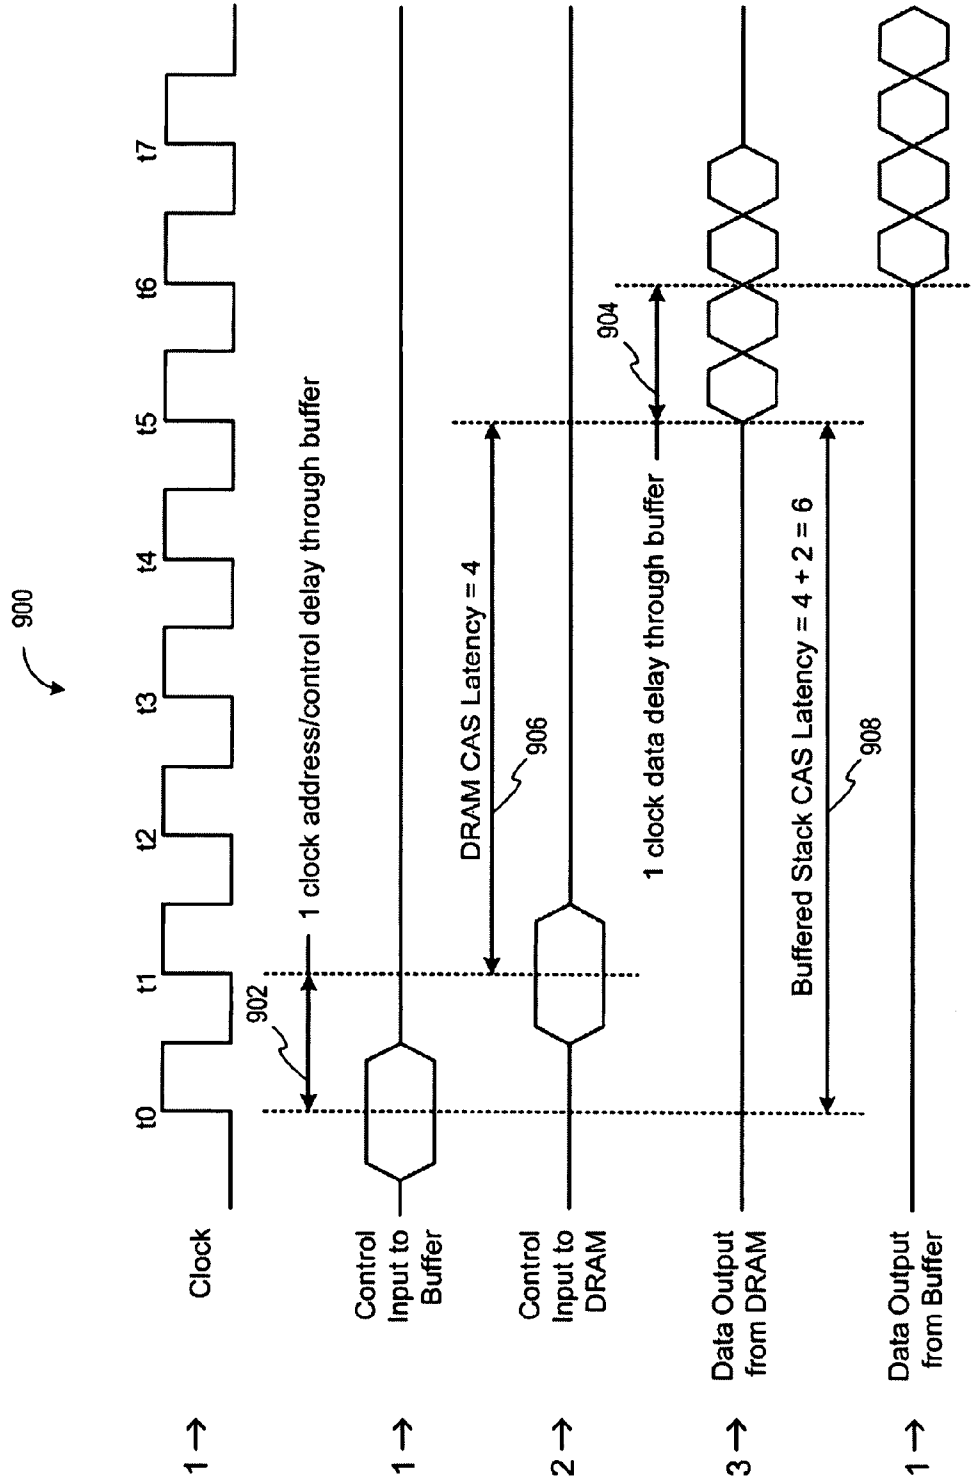 900
t0
t1
t2
t3
t4
t5
t6
t7
1→ Clock
902
1 clock address/control delay through buffer
1→ Control
Input to
Buffer
DRAM CAS Latency = 4
906
2→ Control
Input to
DRAM
904
1 clock data delay through buffer
3→ Data Output
from DRAM
Buffered Stack CAS Latency = 4 + 2 = 6
908
1→ Data Output
from Buffer